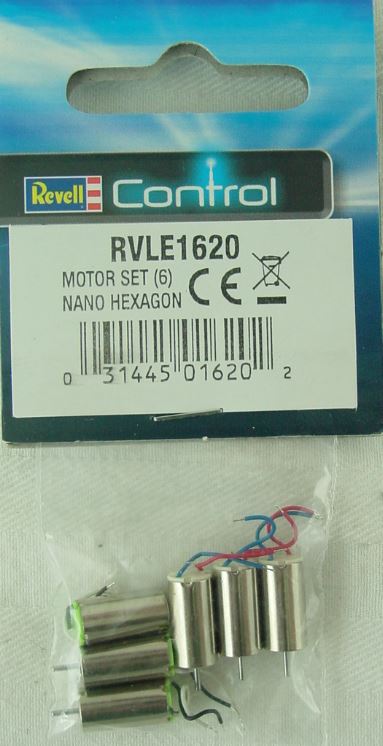 Revell Control
RVLE1620
MOTOR SET (6)
NANO HEXAGON CE
0 31445 01620 2